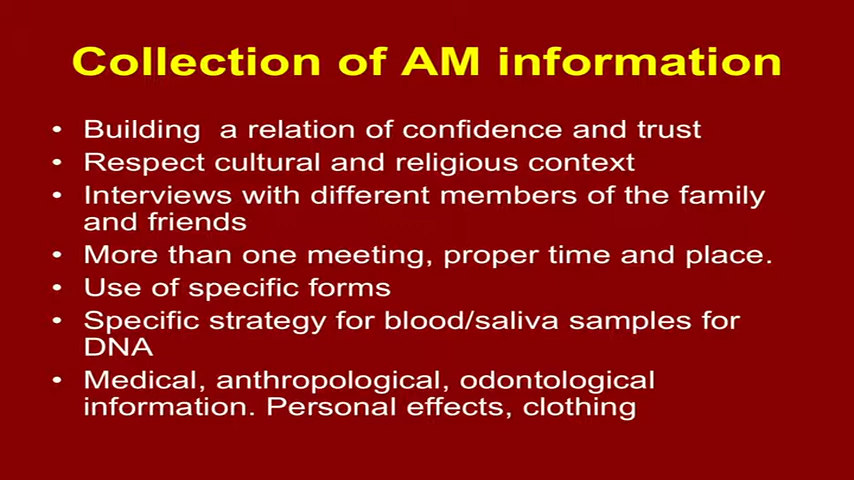 Collection of AM information
• Building a relation of confidence and trust
• Respect cultural and religious context
• Interviews with different members of the family
and friends
• More than one meeting, proper time and place.
• Use of specific forms
• Specific strategy for blood/saliva samples for
DNA
• Medical, anthropological, odontological
information. Personal effects, clothing